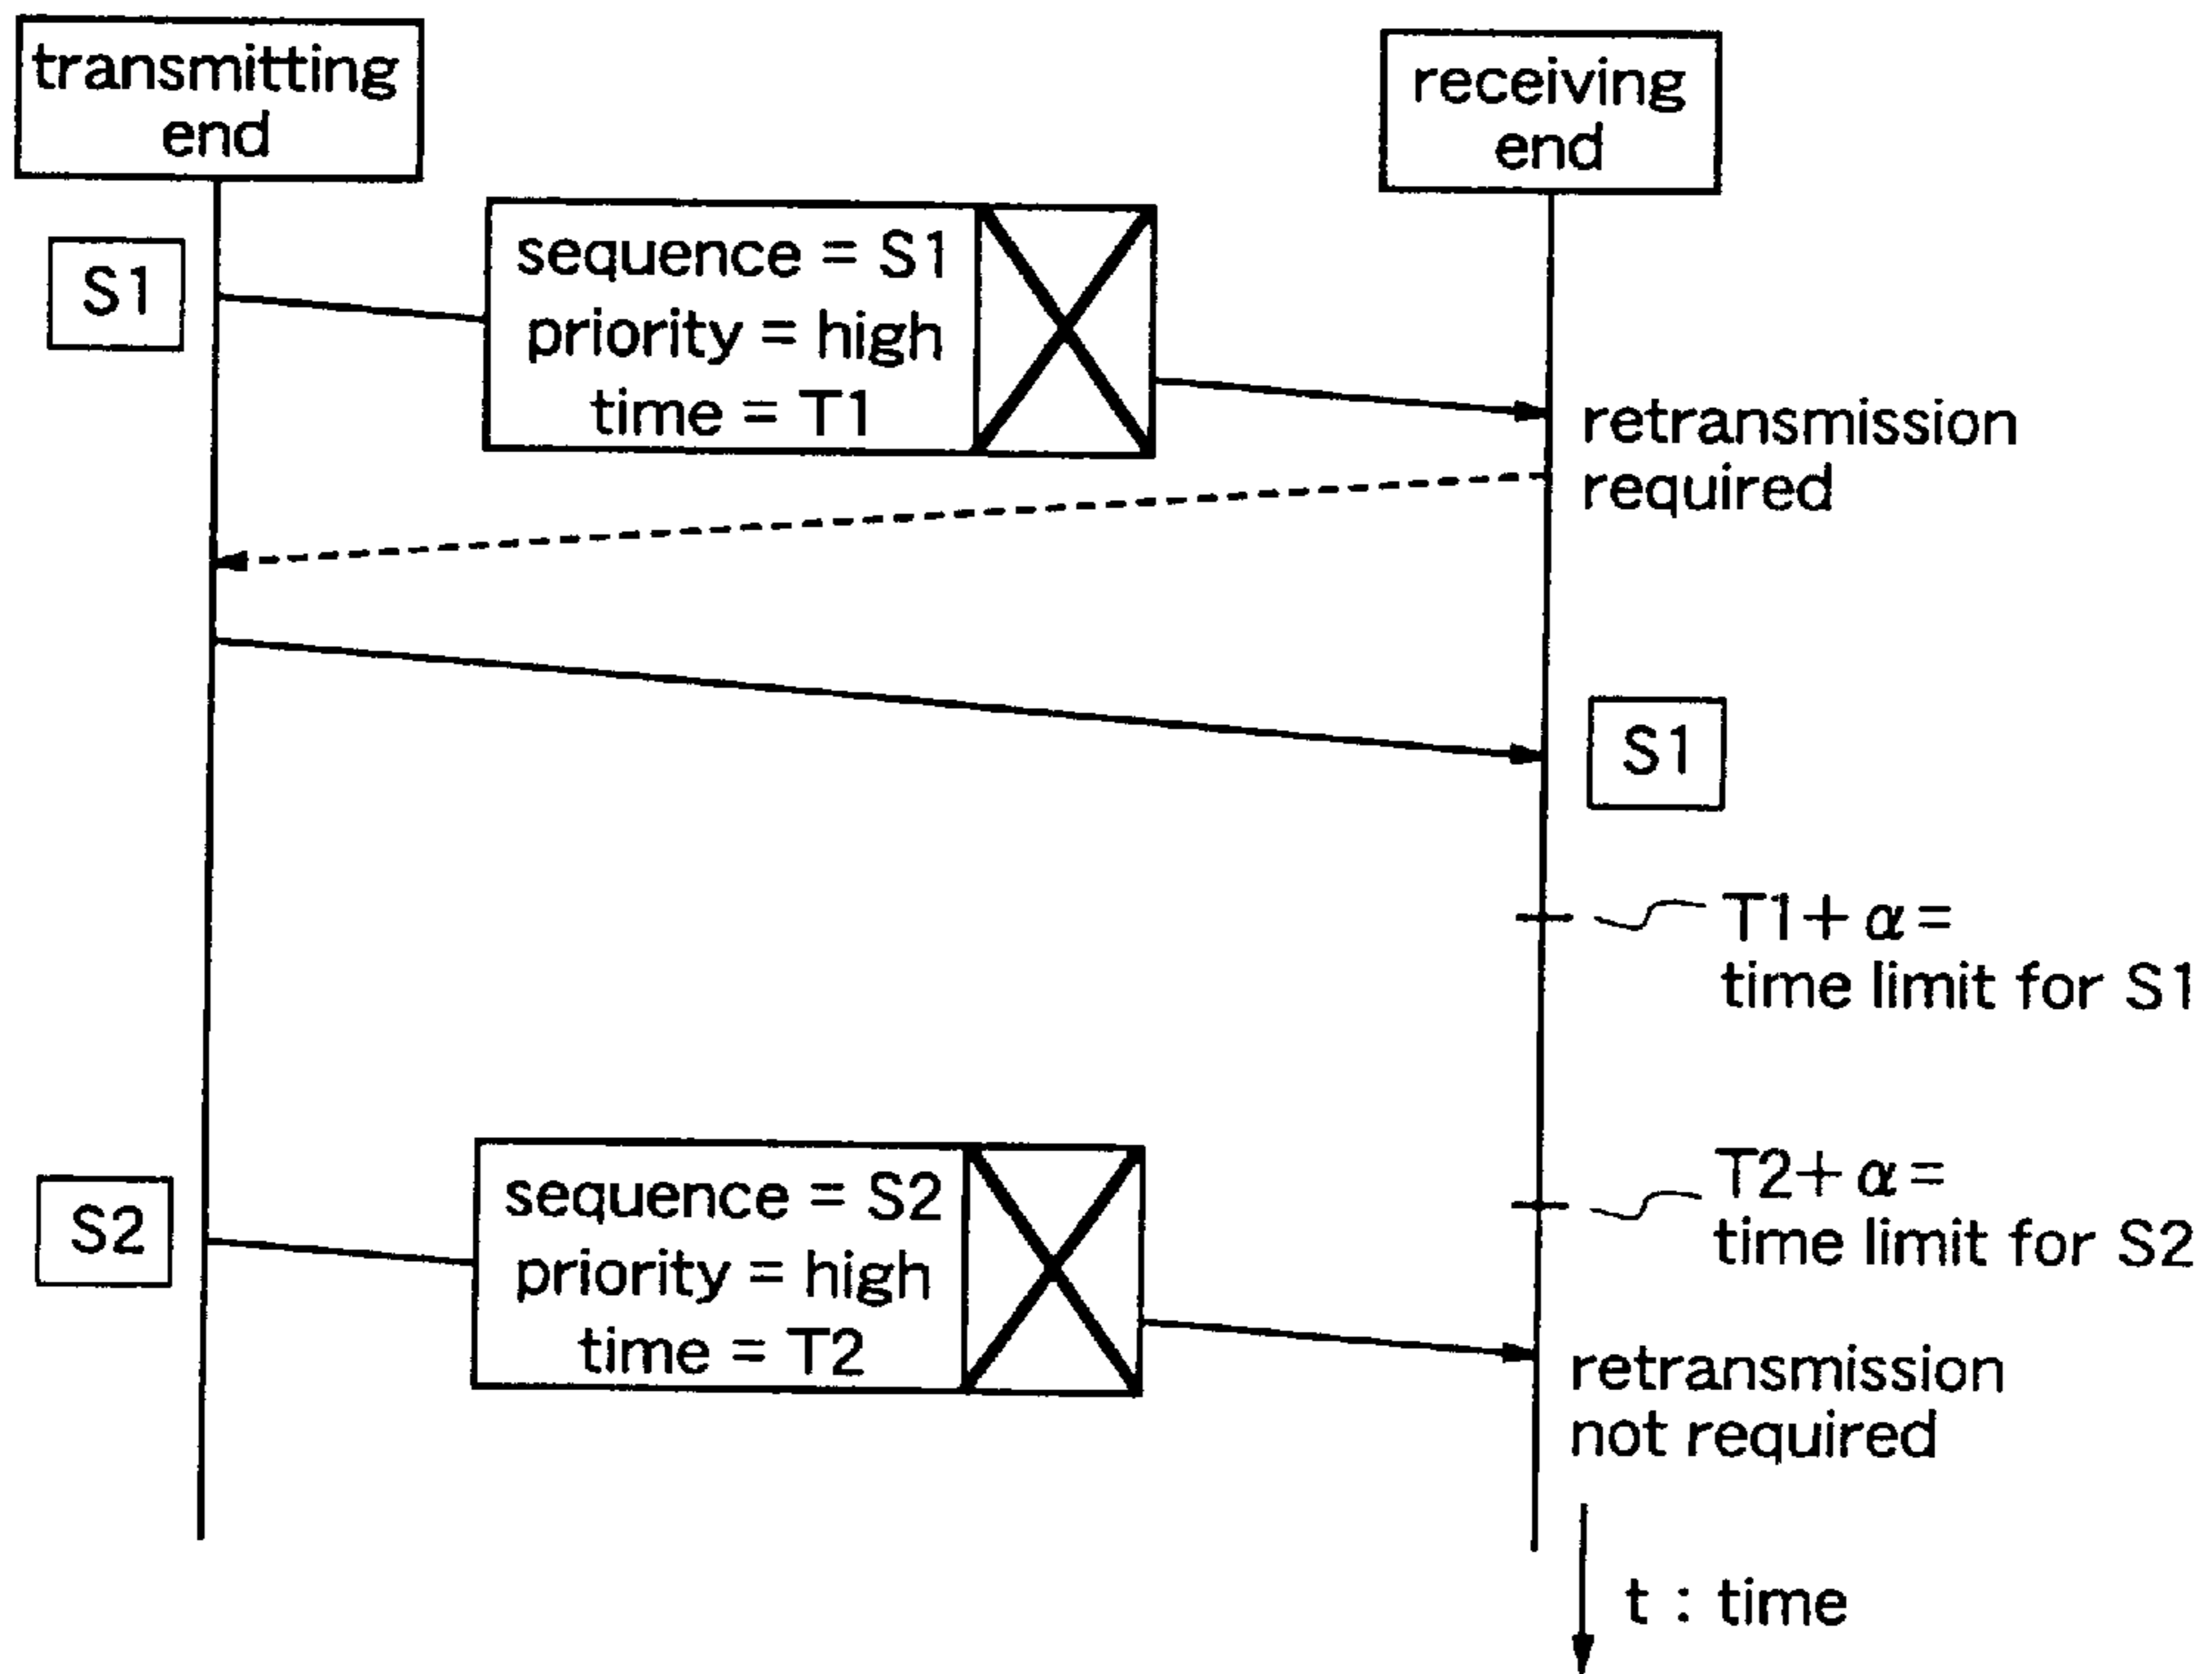 transmitting
end
receiving
end
S1
sequence = S1
priority = high
time = T1
retransmission
required
S1
T1+α=
time limit for S1
T2+α=
time limit for S2
S2
sequence = S2
priority = high
time = T2
retransmission
not required
t : time